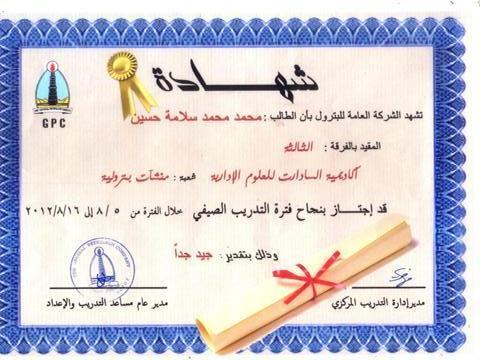 شهادة
GPC
تشهد الشركة العامة للبترول بأن الطالب : محمد محمد سلامة حسين
المقيد بالفرقة : الثالثة
أكاديمية السادات للعلوم الإدارية شعبة : منشآت بترولية
قد إجتاز بنجاح فترة التدريب الصيفي خلال الفترة من ٨/٥ إلى ٢٠١٢/٨/١٦
وذلك بتقدير : جيد جداً
مدير إدارة التدريب المركزي
مدير عام مساعد التدريب والإعداد